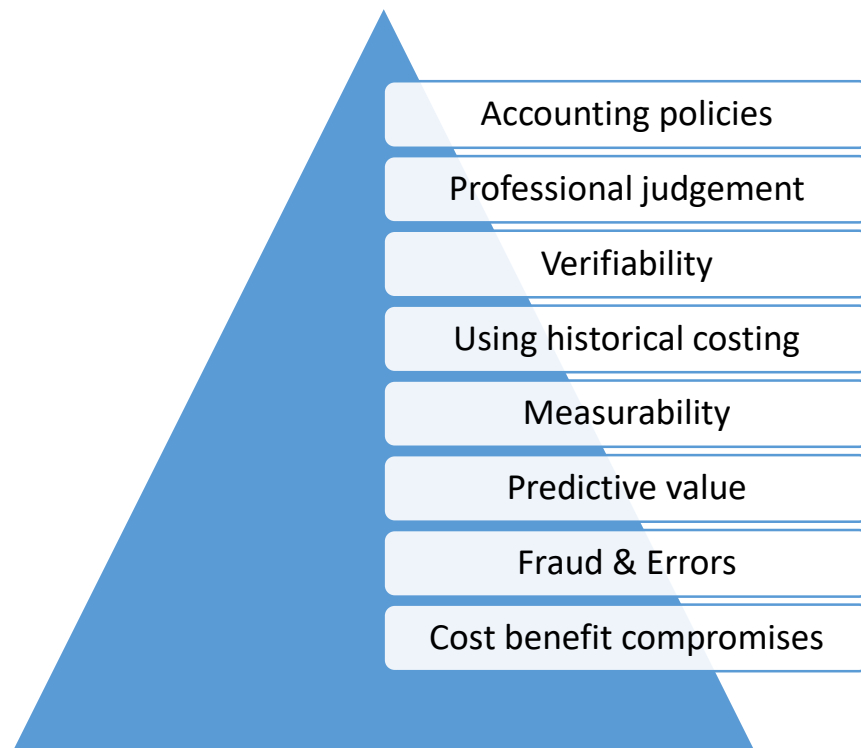 Accounting policies
Professional judgement
Verifiability
Using historical costing
Measurability
Predictive value
Fraud & Errors
Cost benefit compromises